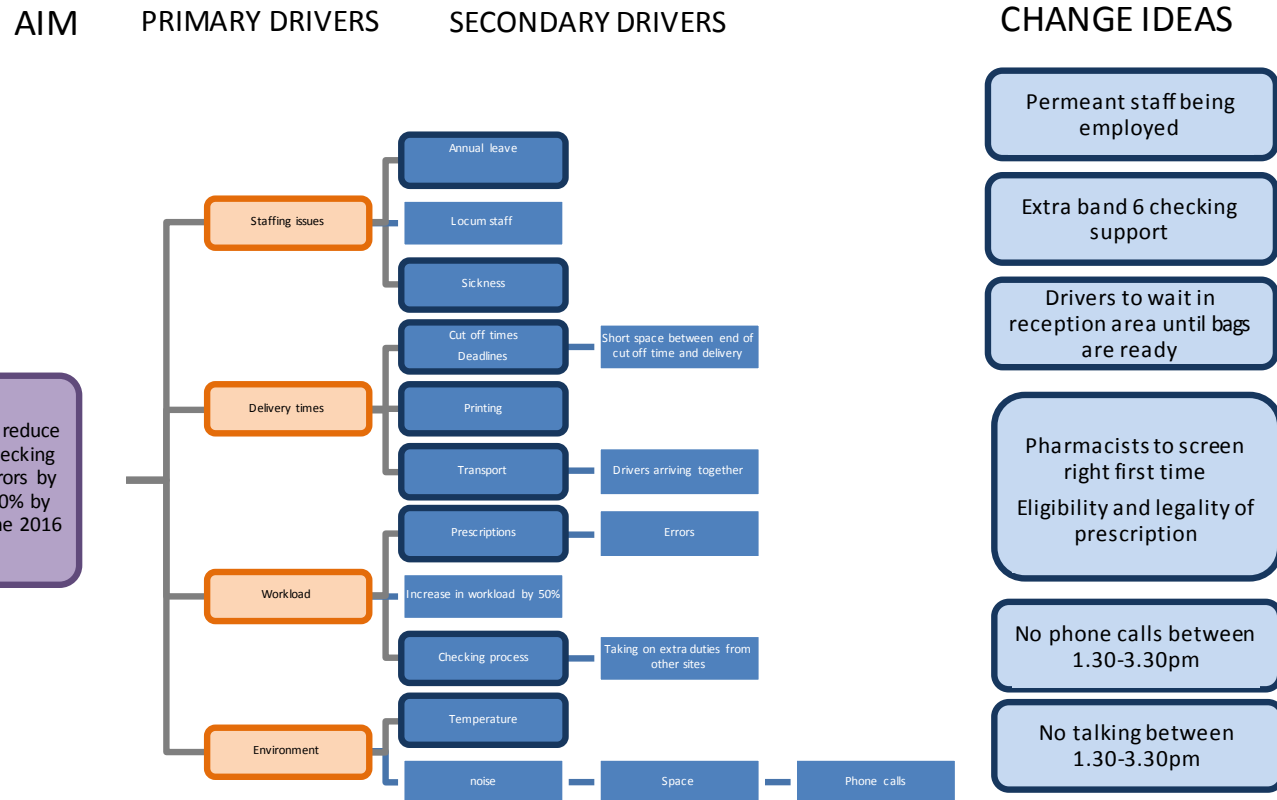 AIM
PRIMARY DRIVERS
SECONDARY DRIVERS
CHANGE IDEAS
reduce
ecking
rors by
0% by
ne 2016
Staffing issues
Annual leave
Locum staff
Sickness
Delivery times
Cut off times
Deadlines
Short space between end of
cut off time and delivery
Printing
Transport
Drivers arriving together
Workload
Prescriptions
Errors
Increase in workload by 50%
Checking process
Taking on extra duties from
other sites
Environment
Temperature
noise
Space
Phone calls
Permeant staff being
employed
Extra band 6 checking
support
Drivers to wait in
reception area until bags
are ready
Pharmacists to screen
right first time
Eligibility and legality of
prescription
No phone calls between
1.30-3.30pm
No talking between
1.30-3.30pm